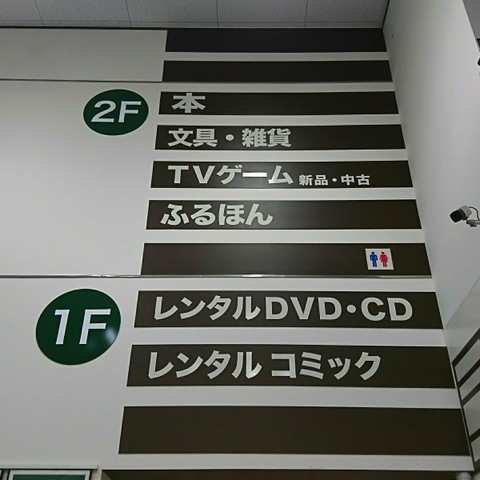 2F
本
文具・雑貨
TVゲーム 新品・中古
ふるほん
1F
レンタルDVD・CD
レンタル コミック